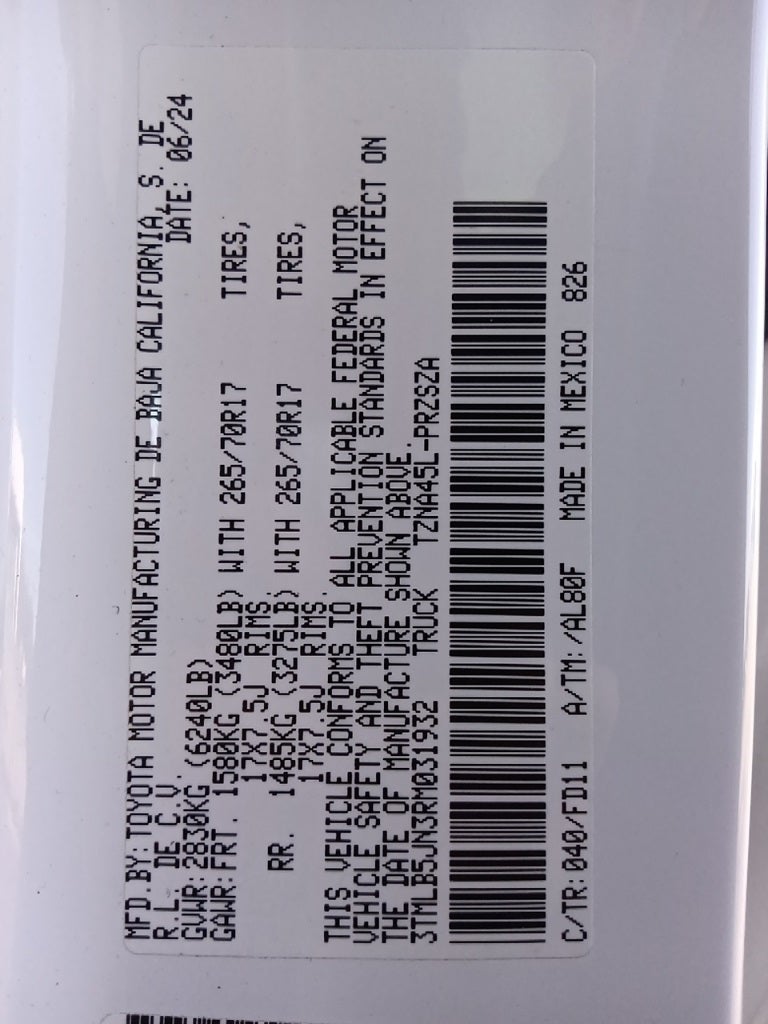 MFD.BY:TOYOTA MOTOR MANUFACTURING DE BAJA CALIFORNIA, S. DE
R.L. DE C.V. DATE: 06/24
GVWR:2830KG (6240LB)
GAWR:FRT. 1580KG (3480LB) WITH 265/70R17 TIRES,
17X7.5J RIMS.
RR. 1485KG (3275LB) WITH 265/70R17 TIRES,
17X7.5J RIMS.
THIS VEHICLE CONFORMS TO ALL APPLICABLE FEDERAL MOTOR
VEHICLE SAFETY AND THEFT PREVENTION STANDARDS IN EFFECT ON
THE DATE OF MANUFACTURE SHOWN ABOVE.
3TMLB5JN3RM031932 TRUCK TZNA45L-PRZSZA
C/TR:040/FD11 A/TM:/AL80F MADE IN MEXICO 826